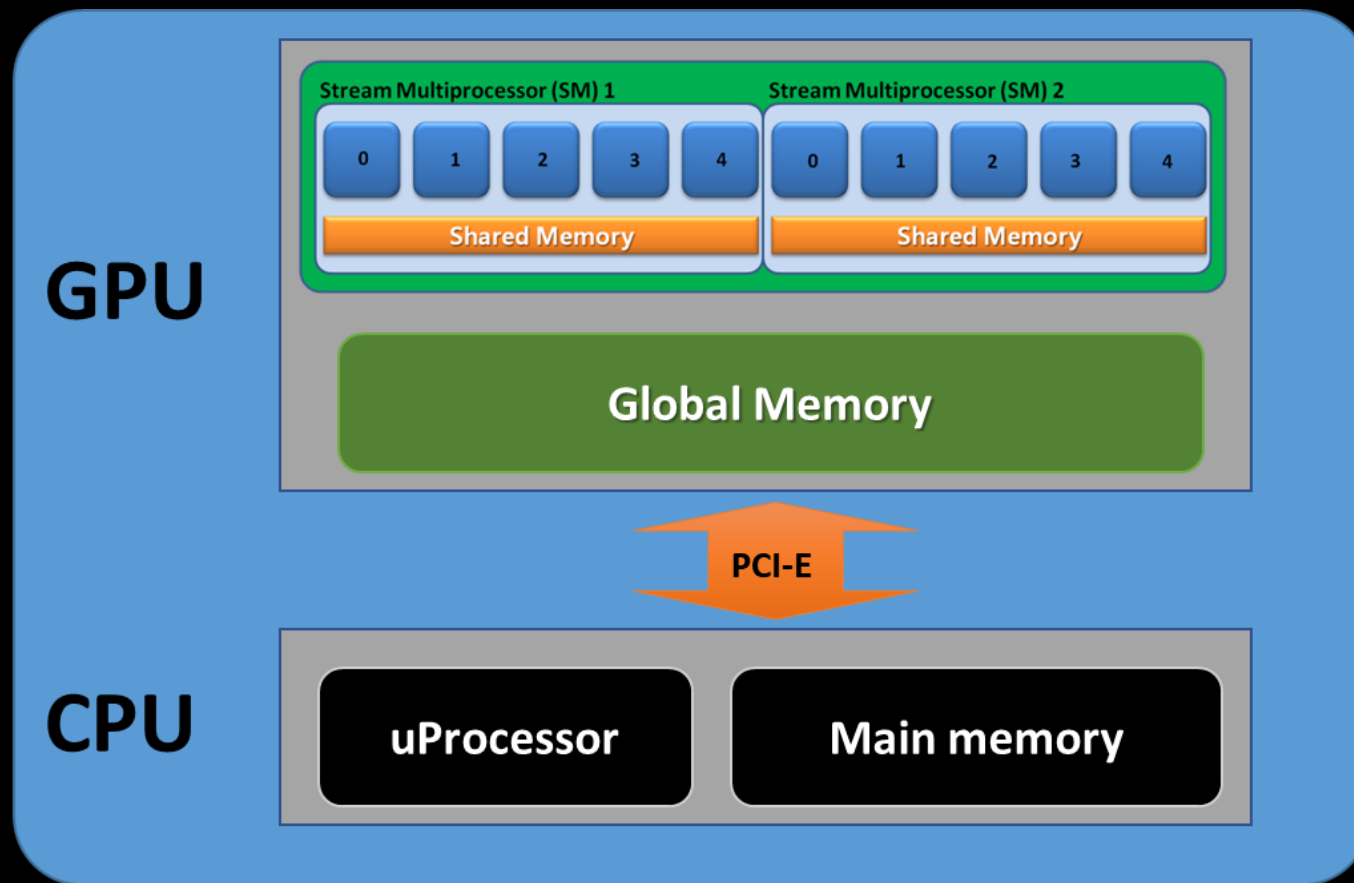 Stream Multiprocessor (SM) 1
Stream Multiprocessor (SM) 2
0 1 2 3 4
0 1 2 3 4
Shared Memory
Shared Memory
GPU
Global Memory
PCI-E
CPU
uProcessor
Main memory